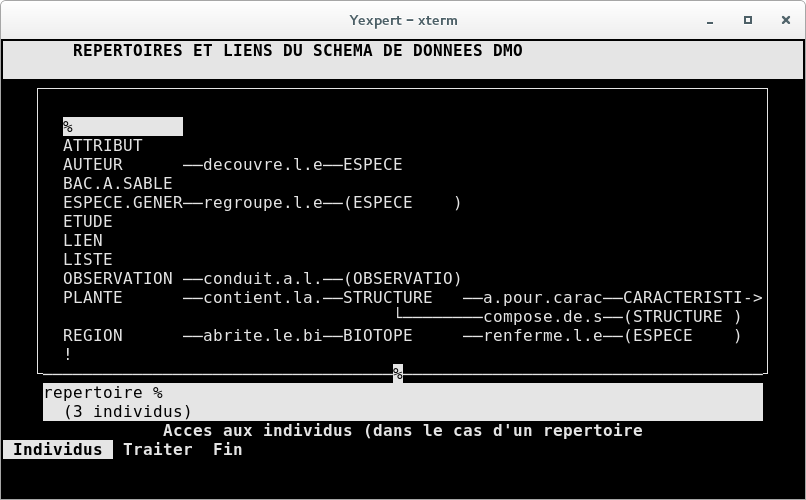 Yexpert – xterm
REPERTOIRES ET LIENS DU SCHEMA DE DONNEES DMO
%
ATTRIBUT
AUTEUR ──decouvre.l.e──ESPECE
BAC.A.SABLE
ESPECE.GENER──regroupe.l.e──(ESPECE )
ETUDE
LIEN
LISTE
OBSERVATION ──conduit.a.l.──(OBSERVATIO)
PLANTE ──contient.la.──STRUCTURE ──a.pour.carac──CARACTERISTI->
└────────compose.de.s──(STRUCTURE )
REGION ──abrite.le.bi──BIOTOPE ──renferme.l.e──(ESPECE )
!
%
repertoire %
(3 individus)
Acces aux individus (dans le cas d'un repertoire
Individus Traiter Fin